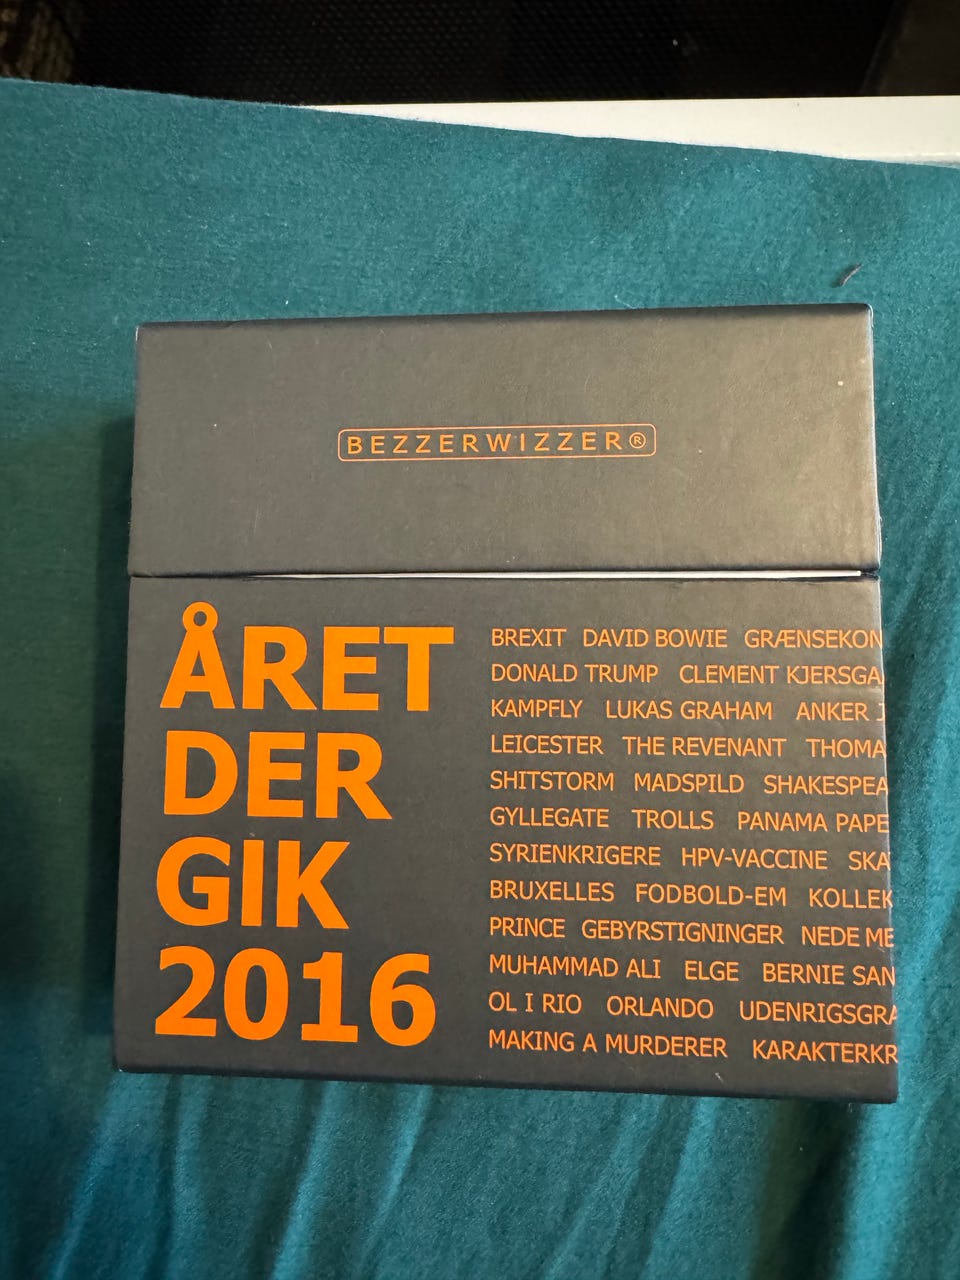 BEZZERWIZZER®
ÅRET
DER
GIK
2016
BREXIT DAVID BOWIE GRÆNSEKON
DONALD TRUMP CLEMENT KJERSGA
KAMPFLY LUKAS GRAHAM ANKER J
LEICESTER THE REVENANT THOMA
SHITSTORM MADSPILD SHAKESPEA
GYLLEGATE TROLLS PANAMA PAPE
SYRIENKRIGERE HPV-VACCINE SKA
BRUXELLES FODBOLD-EM KOLLEK
PRINCE GEBYRSTIGNINGER NEDE ME
MUHAMMAD ALI ELGE BERNIE SAN
OL I RIO ORLANDO UDENRIGSGRA
MAKING A MURDERER KARAKTERKR